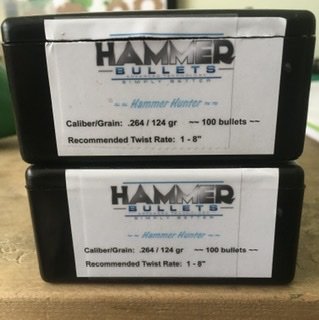 HAMMER
BULLETS
SIMPLY BETTER
~~ Hammer Hunter ~~
Caliber/Grain: .264 / 124 gr ~~ 100 bullets ~~
Recommended Twist Rate: 1 - 8"
HAMMER
BULLETS
SIMPLY BETTER
~~ Hammer Hunter ~~
Caliber/Grain: .264 / 124 gr ~~ 100 bullets ~~
Recommended Twist Rate: 1 - 8"